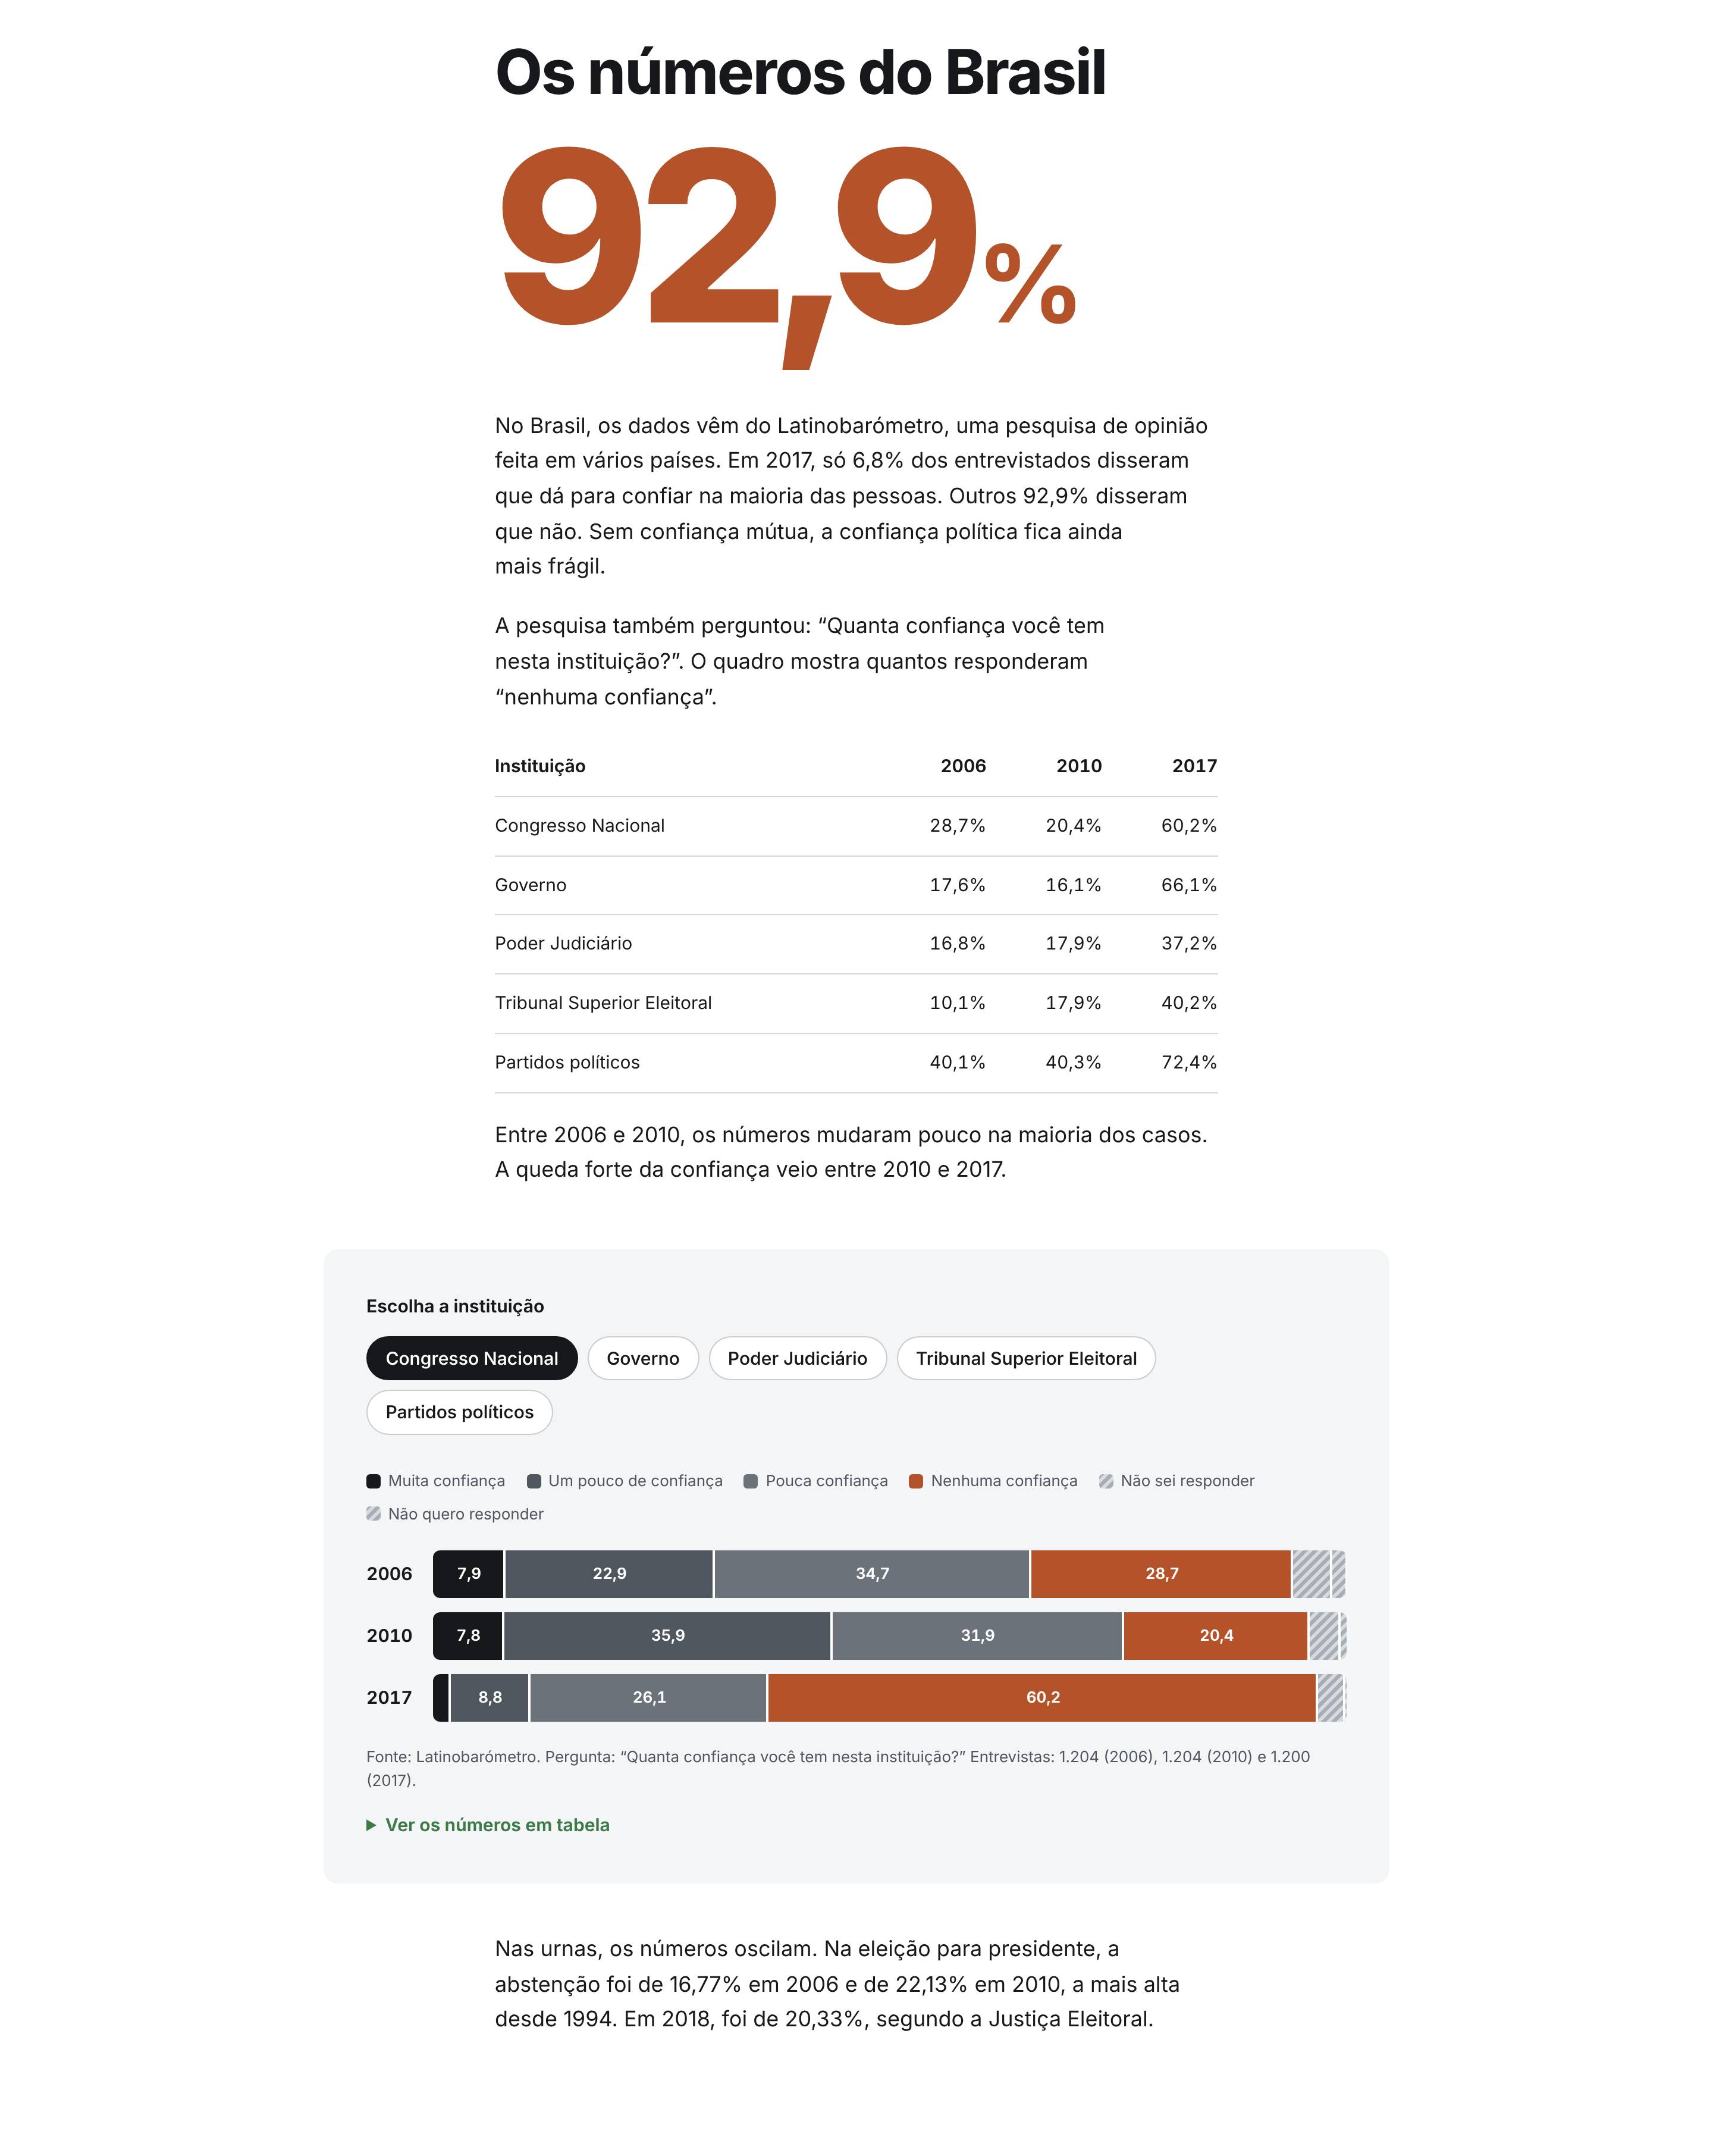 Os números do Brasil
92,9%
No Brasil, os dados vêm do Latinobarómetro, uma pesquisa de opinião
feita em vários países. Em 2017, só 6,8% dos entrevistados disseram
que dá para confiar na maioria das pessoas. Outros 92,9% disseram
que não. Sem confiança mútua, a confiança política fica ainda
mais frágil.
A pesquisa também perguntou: “Quanta confiança você tem
nesta instituição?”. O quadro mostra quantos responderam
“nenhuma confiança”.
Instituição 2006 2010 2017
Congresso Nacional 28,7% 20,4% 60,2%
Governo 17,6% 16,1% 66,1%
Poder Judiciário 16,8% 17,9% 37,2%
Tribunal Superior Eleitoral 10,1% 17,9% 40,2%
Partidos políticos 40,1% 40,3% 72,4%
Entre 2006 e 2010, os números mudaram pouco na maioria dos casos.
A queda forte da confiança veio entre 2010 e 2017.
Escolha a instituição
Congresso Nacional Governo Poder Judiciário Tribunal Superior Eleitoral
Partidos políticos
Muita confiança Um pouco de confiança Pouca confiança Nenhuma confiança Não sei responder
Não quero responder
2006 7,9 22,9 34,7 28,7
2010 7,8 35,9 31,9 20,4
2017 8,8 26,1 60,2
Fonte: Latinobarómetro. Pergunta: “Quanta confiança você tem nesta instituição?” Entrevistas: 1.204 (2006), 1.204 (2010) e 1.200
(2017).
Ver os números em tabela
Nas urnas, os números oscilam. Na eleição para presidente, a
abstenção foi de 16,77% em 2006 e de 22,13% em 2010, a mais alta
desde 1994. Em 2018, foi de 20,33%, segundo a Justiça Eleitoral.